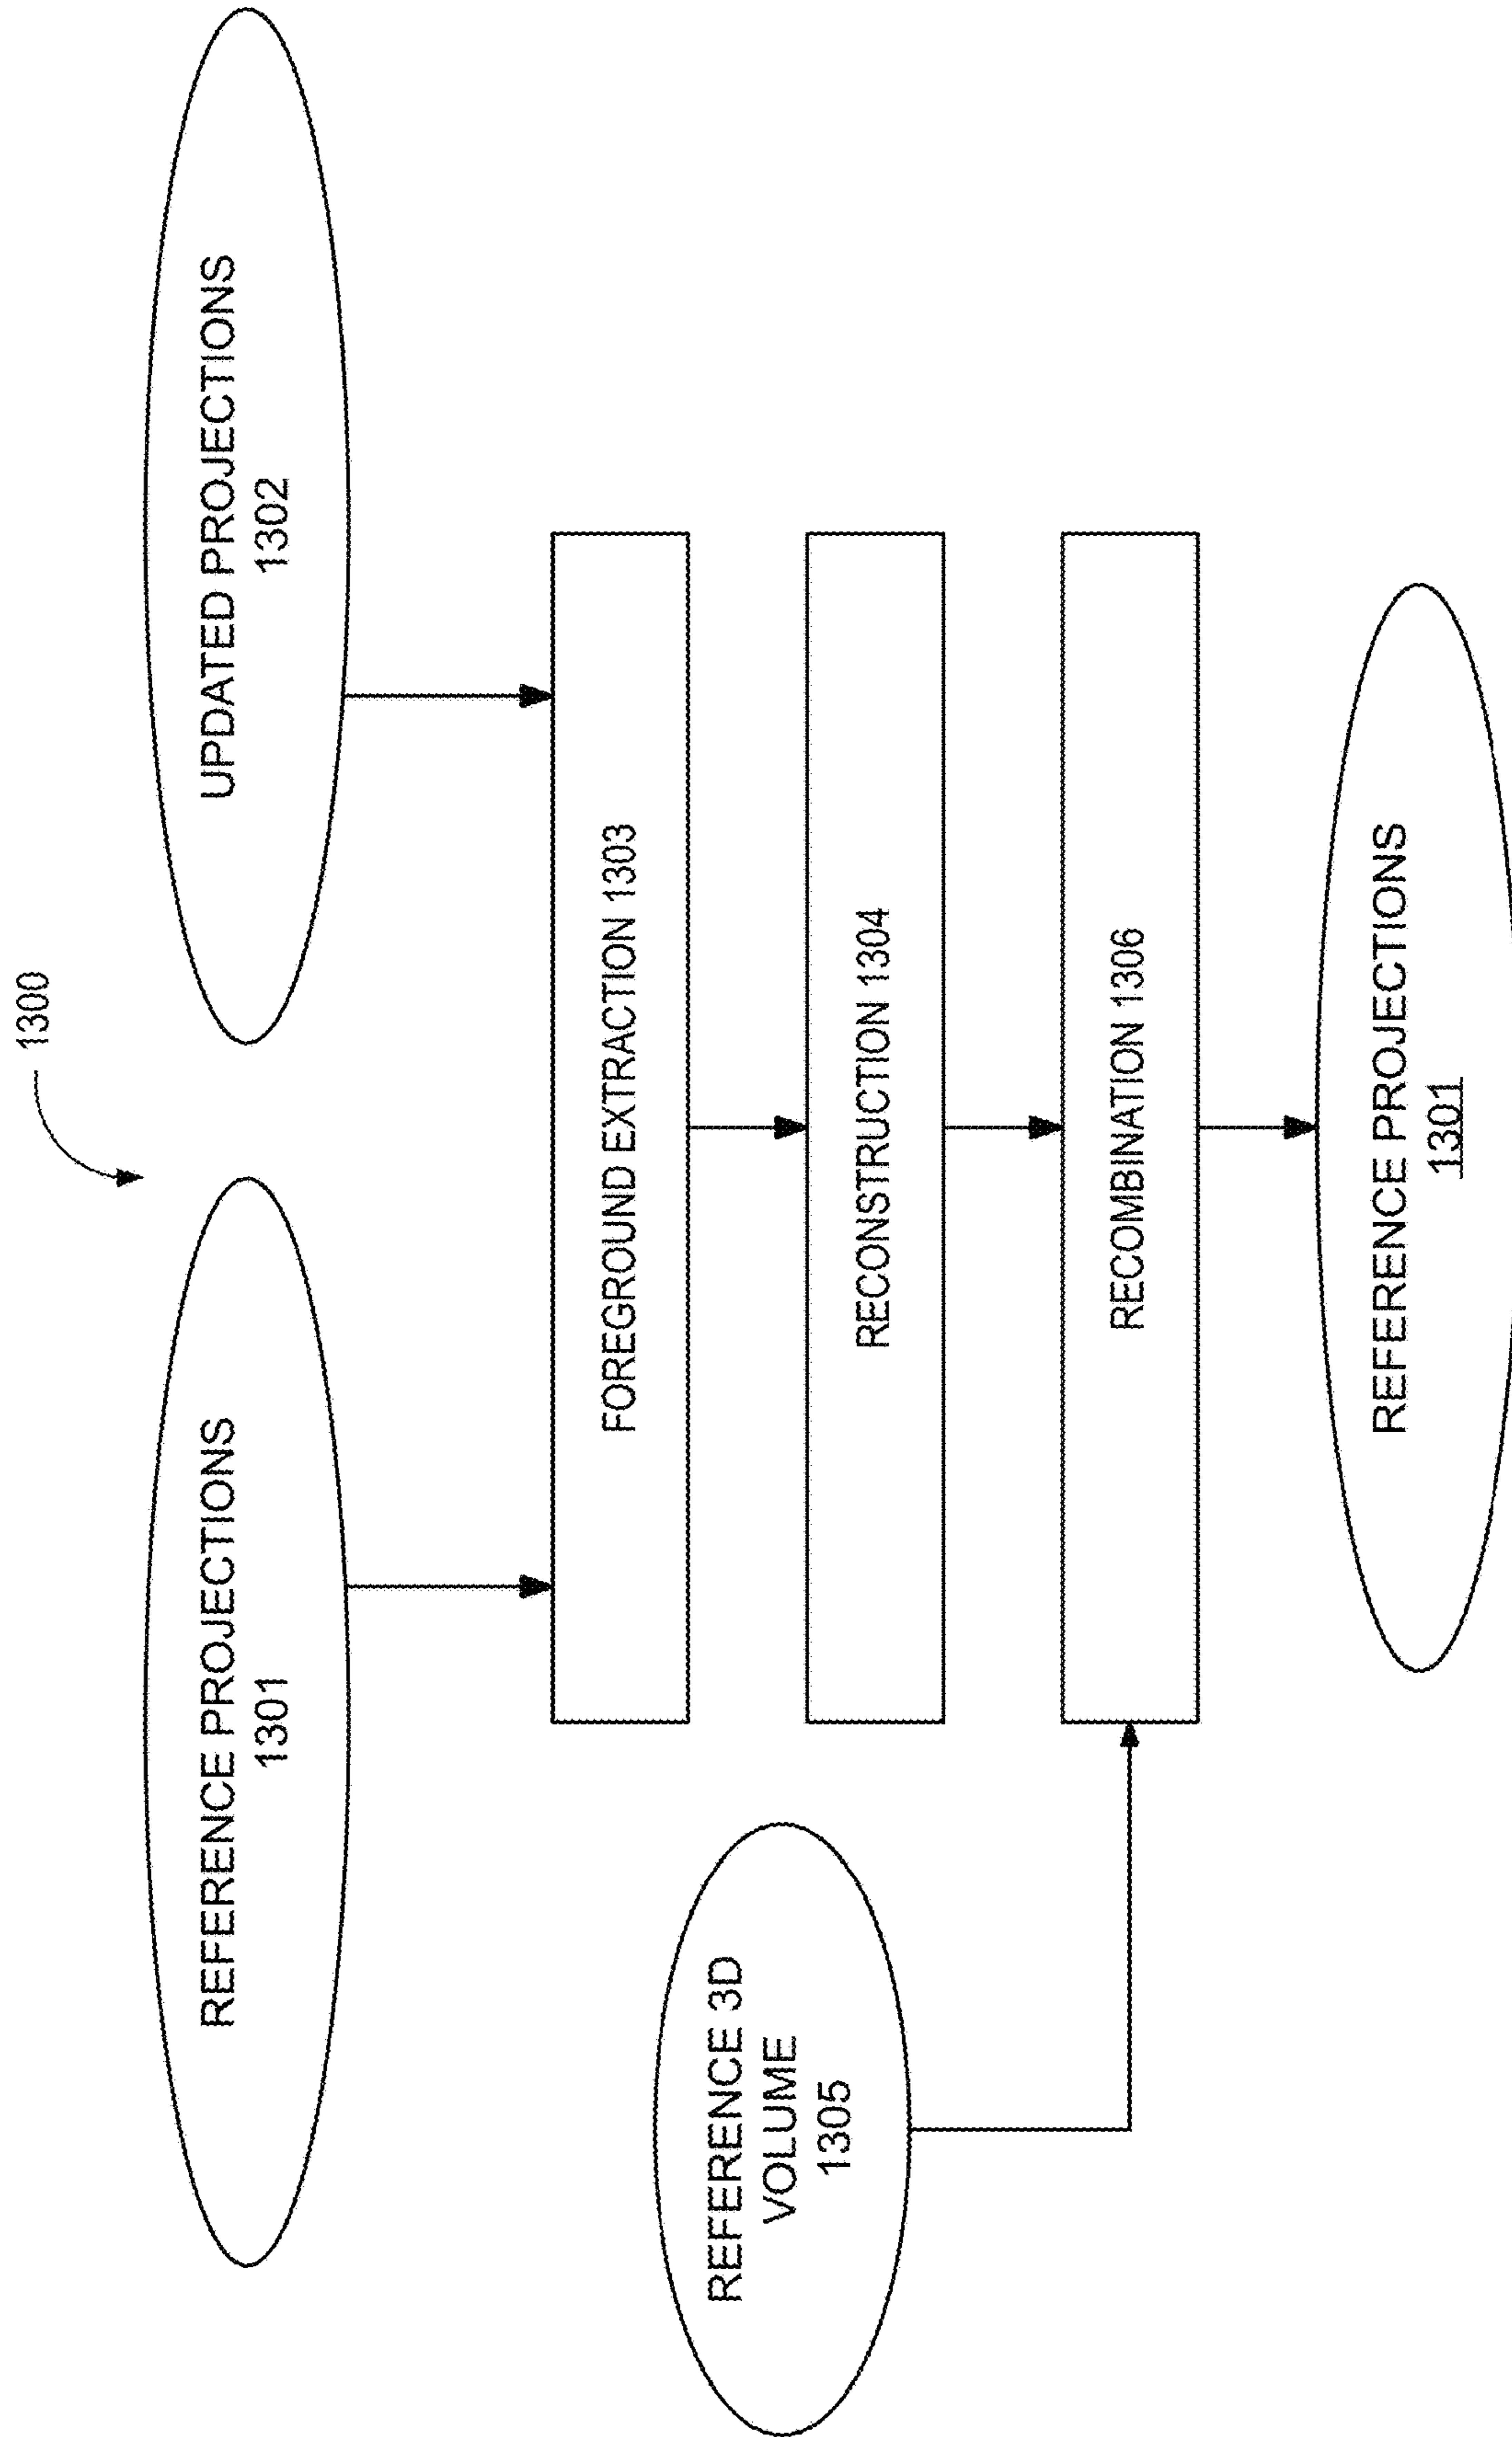 1300
REFERENCE PROJECTIONS
1301
UPDATED PROJECTIONS
1302
FOREGROUND EXTRACTION 1303
REFERENCE 3D
VOLUME
1305
RECONSTRUCTION 1304
RECOMBINATION 1306
REFERENCE PROJECTIONS
1301